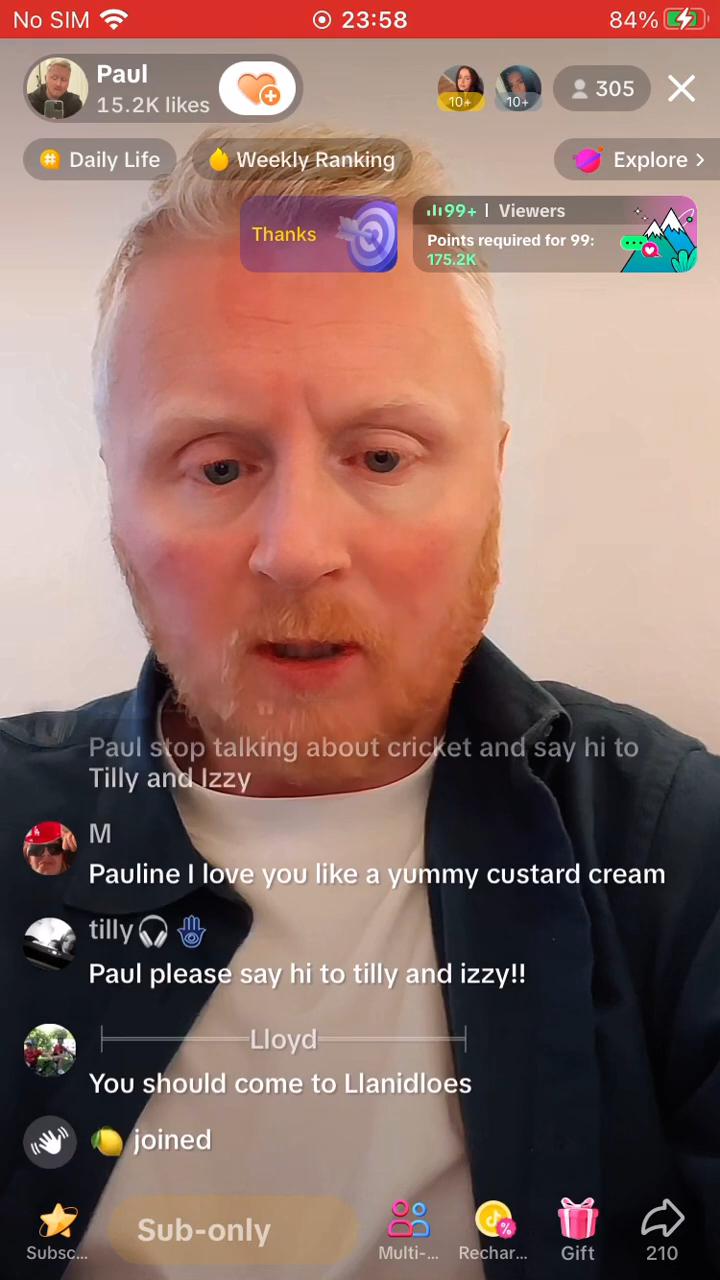 No SIM 23:58 84%
Paul
15.2K likes
10+ 10+ 305
Daily Life Weekly Ranking Explore >
Thanks
99+ | Viewers
Points required for 99:
175.2K
Paul stop talking about cricket and say hi to
Tilly and Izzy
M
Pauline I love you like a yummy custard cream
tilly
Paul please say hi to tilly and izzy!!
Lloyd
You should come to Llanidloes
joined
Sub-only
Subsc... Multi-... Rechar... Gift 210